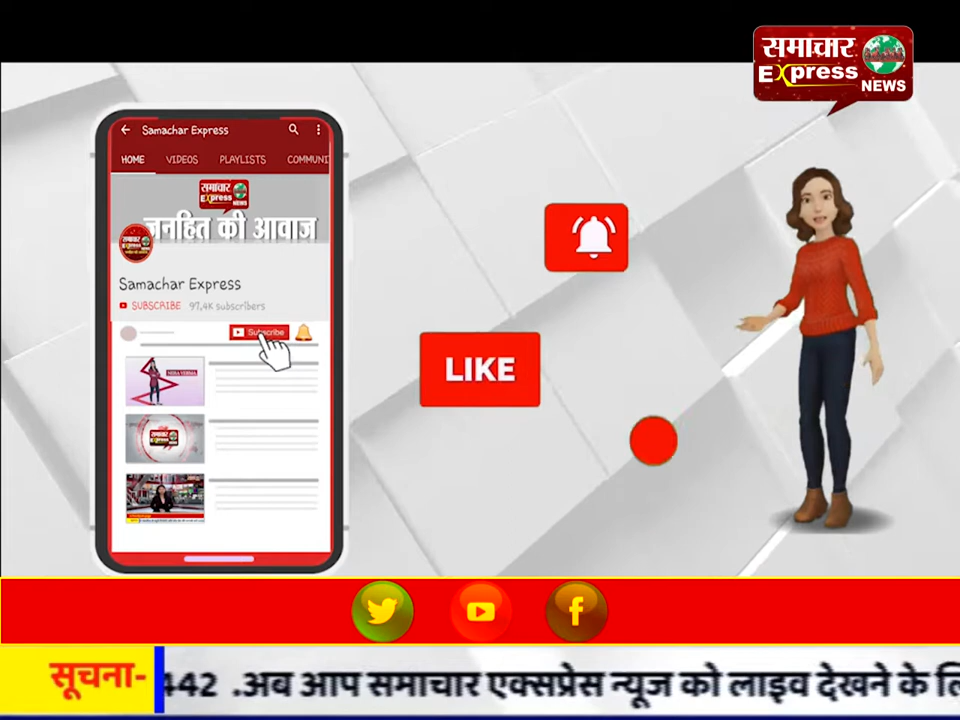 समाचार
Express
NEWS
Samachar Express
HOME VIDEOS PLAYLISTS COMMUNI
समाचार
Express
NEWS
जनहित की आवाज
Samachar Express
SUBSCRIBE 97.4K subscribers
Subscribe
LIKE
सूचना- 442 .अब आप समाचार एक्सप्रेस न्यूज को लाइव देखने के लि